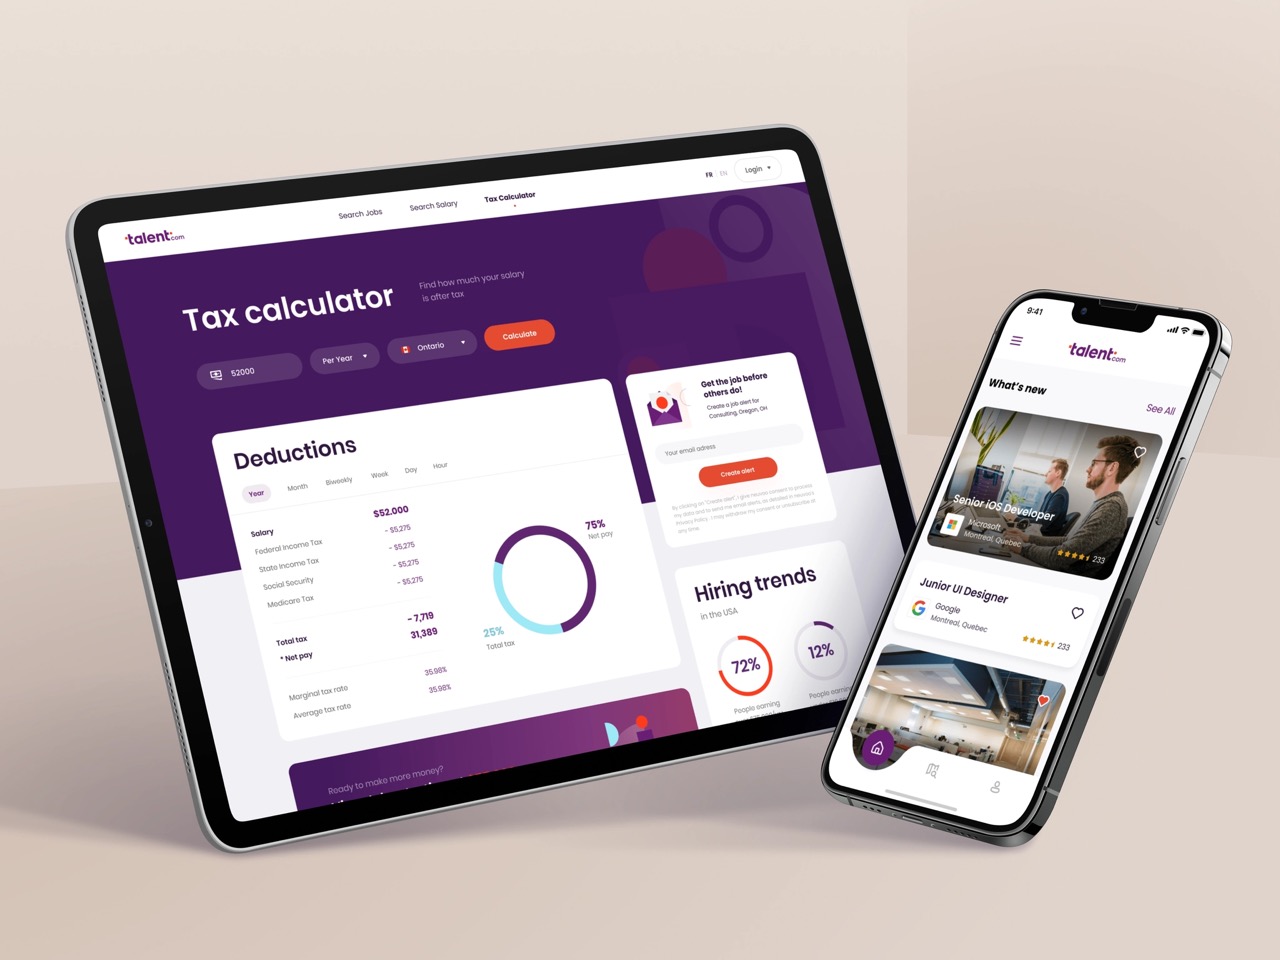 talent.com
Search Jobs
Search Salary
Tax Calculator
FR | EN
Login
Tax calculator
Find how much your salary
is after tax
52000
Per Year
Ontario
Calculate
Deductions
Year
Month
Biweekly
Week
Day
Hour
Salary $52.000
Federal Income Tax - $5,275
State Income Tax - $5,275
Social Security - $5,275
Medicare Tax - $5,275
Total tax - 7,719
* Net pay 31,389
Marginal tax rate 35.98%
Average tax rate 35.98%
75%
Net pay
25%
Total tax
Get the job before
others do!
Create a job alert for
Consulting, Oregon, OH
Your email adress
Create alert
By clicking on "Create alert", I give neuvoo consent to process
my data and to send me email alerts, as detailed in neuvoo's
Privacy Policy. I may withdraw my consent or unsubscribe at
any time.
Hiring trends
in the USA
72%
People earning
12%
People earning
Ready to make more money?
9:41
talent.com
What's new
See All
Senior iOS Developer
Microsoft
Montreal, Quebec
233
Junior UI Designer
Google
Montreal, Quebec
233